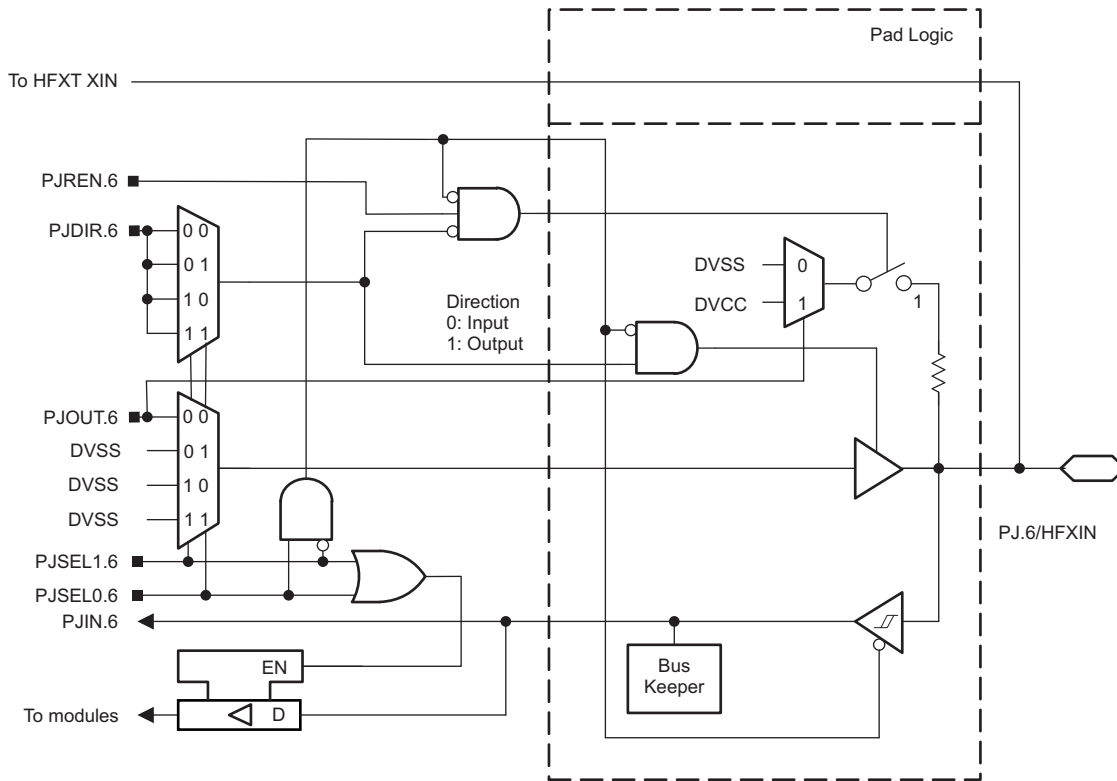 Pad Logic
To HFXT XIN
PJREN.6
PJDIR.6
0 0
0 1
1 0
1 1
Direction
0: Input
1: Output
DVSS
0
DVCC
1
1
PJOUT.6
0 0
DVSS
0 1
DVSS
1 0
DVSS
1 1
PJ.6/HFXIN
PJSEL1.6
PJSEL0.6
PJIN.6
EN
Bus
Keeper
To modules
D